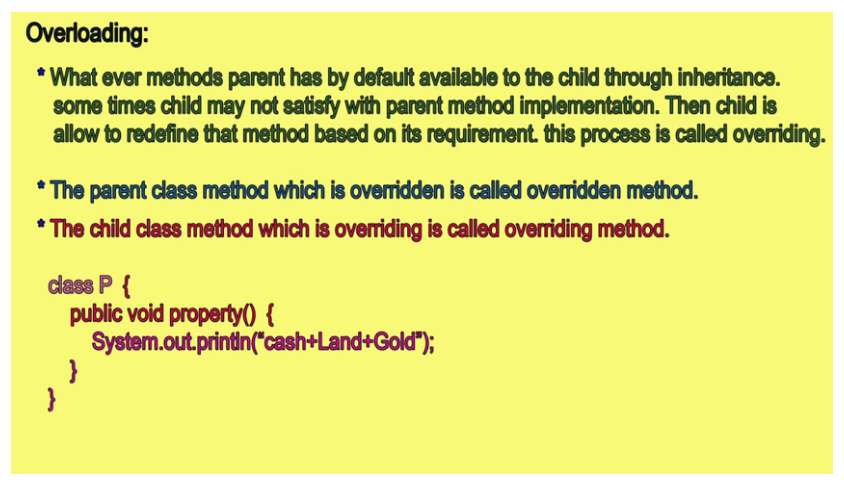 Overloading:
* What ever methods parent has by default available to the child through inheritance.
some times child may not satisfy with parent method implementation. Then child is
allow to redefine that method based on its requirement. this process is called overriding.
* The parent class method which is overridden is called overridden method.
* The child class method which is overriding is called overriding method.
class P {
public void property() {
System.out.println(“cash+Land+Gold”);
}
}